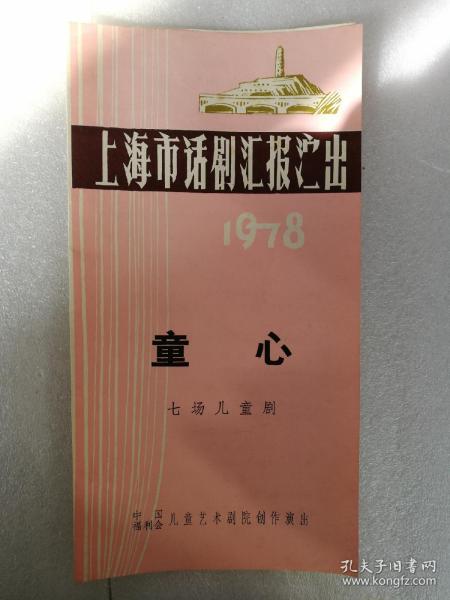 上海市话剧汇报演出
1978
童心
七场儿童剧
中国福利会儿童艺术剧院创作演出
孔夫子旧书网
www.kongfz.com